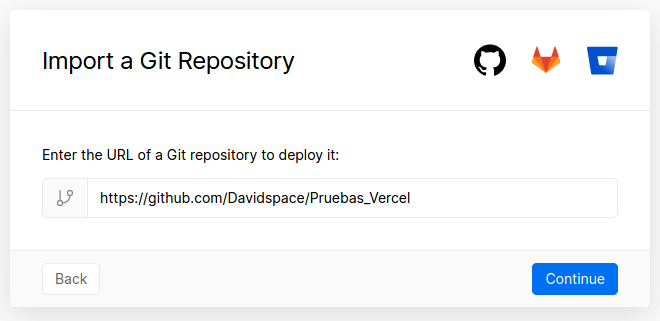 Import a Git Repository
Enter the URL of a Git repository to deploy it:
https://github.com/Davidspace/Pruebas_Vercel
Back
Continue